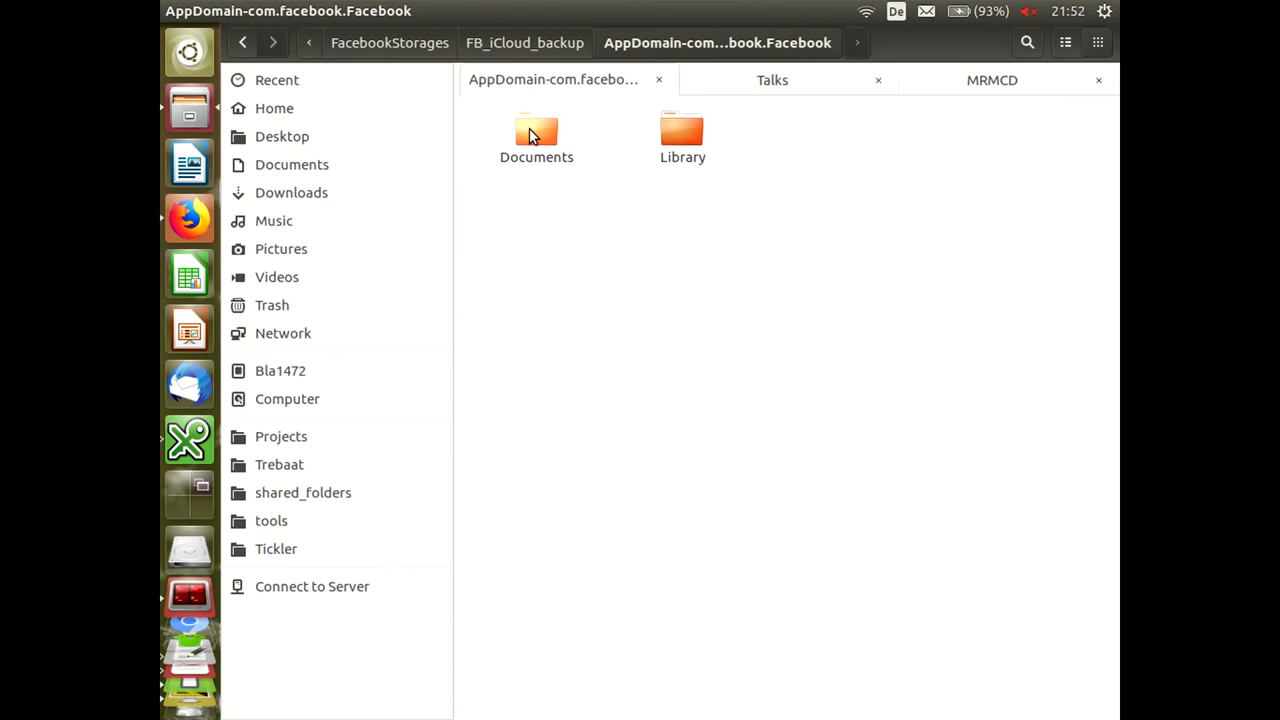 AppDomain-com.facebook.Facebook
De
(93%)
21:52
FacebookStorages
FB_iCloud_backup
AppDomain-com...book.Facebook
Recent
Home
Desktop
Documents
Downloads
Music
Pictures
Videos
Trash
Network
Bla1472
Computer
Projects
Trebaat
shared_folders
tools
Tickler
Connect to Server
AppDomain-com.facebo...
Talks
MRMCD
Documents
Library